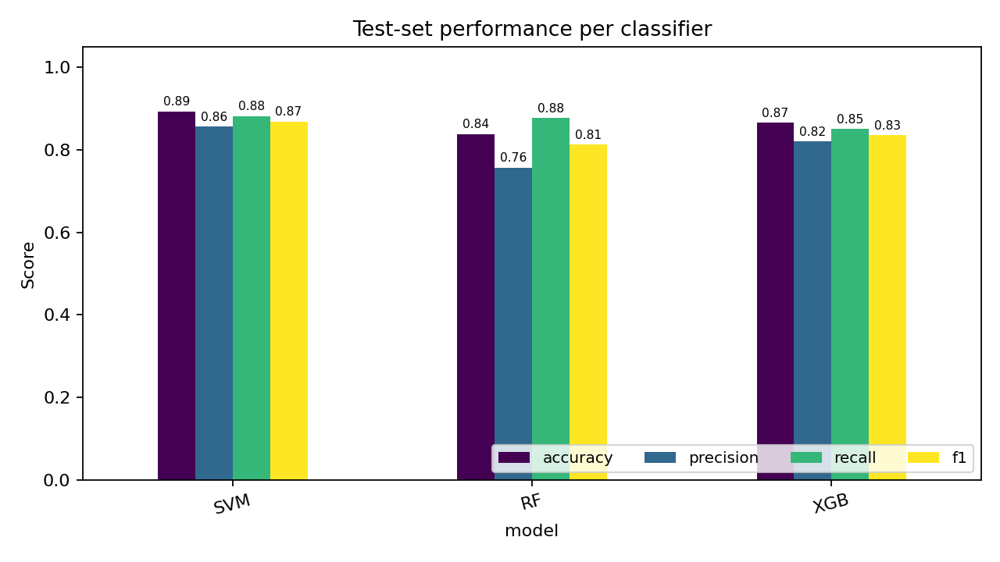 Test-set performance per classifier
Score
1.0
0.8
0.6
0.4
0.2
0.0
0.89 0.86 0.88 0.87
0.84 0.76 0.88 0.81
0.87 0.82 0.85 0.83
accuracy precision recall f1
SVM RF XGB
model